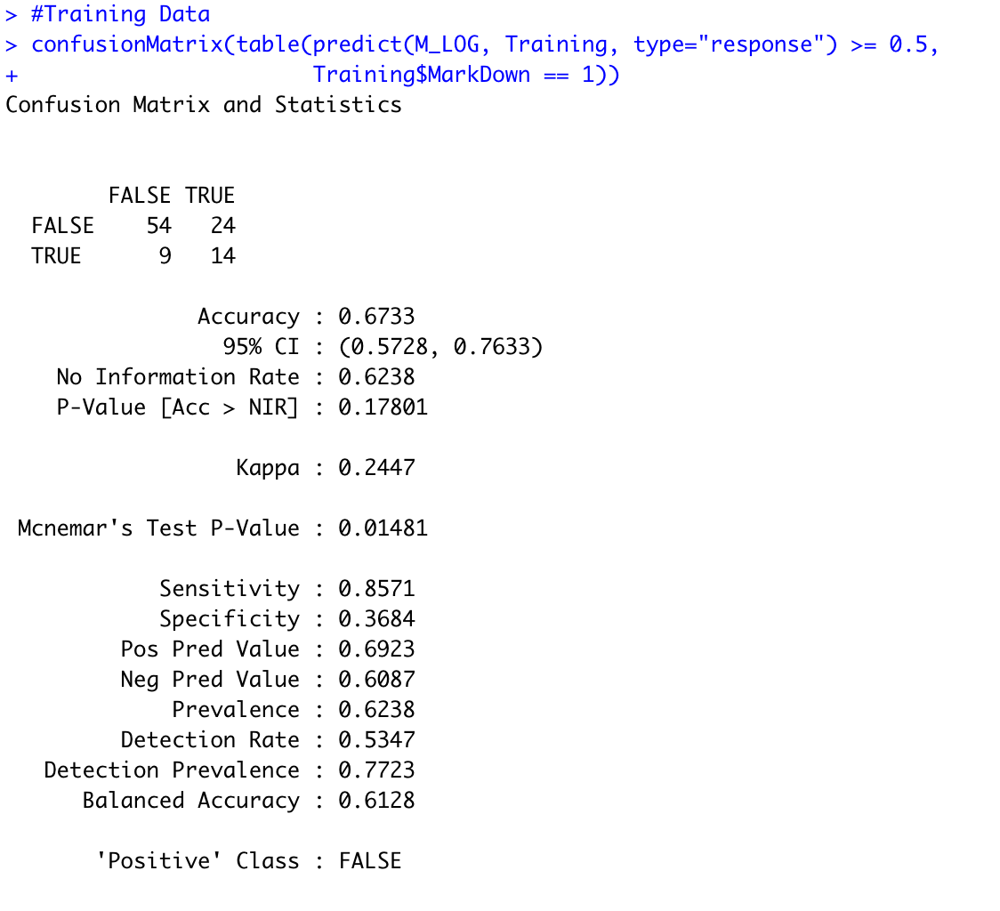 > #Training Data
> confusionMatrix(table(predict(M_LOG, Training, type="response") >= 0.5,
+                       Training$MarkDown == 1))
Confusion Matrix and Statistics

        FALSE TRUE
  FALSE    54   24
  TRUE      9   14

               Accuracy : 0.6733
                 95% CI : (0.5728, 0.7633)
    No Information Rate : 0.6238
    P-Value [Acc > NIR] : 0.17801

                  Kappa : 0.2447

 Mcnemar's Test P-Value : 0.01481

            Sensitivity : 0.8571
            Specificity : 0.3684
         Pos Pred Value : 0.6923
         Neg Pred Value : 0.6087
             Prevalence : 0.6238
         Detection Rate : 0.5347
   Detection Prevalence : 0.7723
      Balanced Accuracy : 0.6128

       'Positive' Class : FALSE